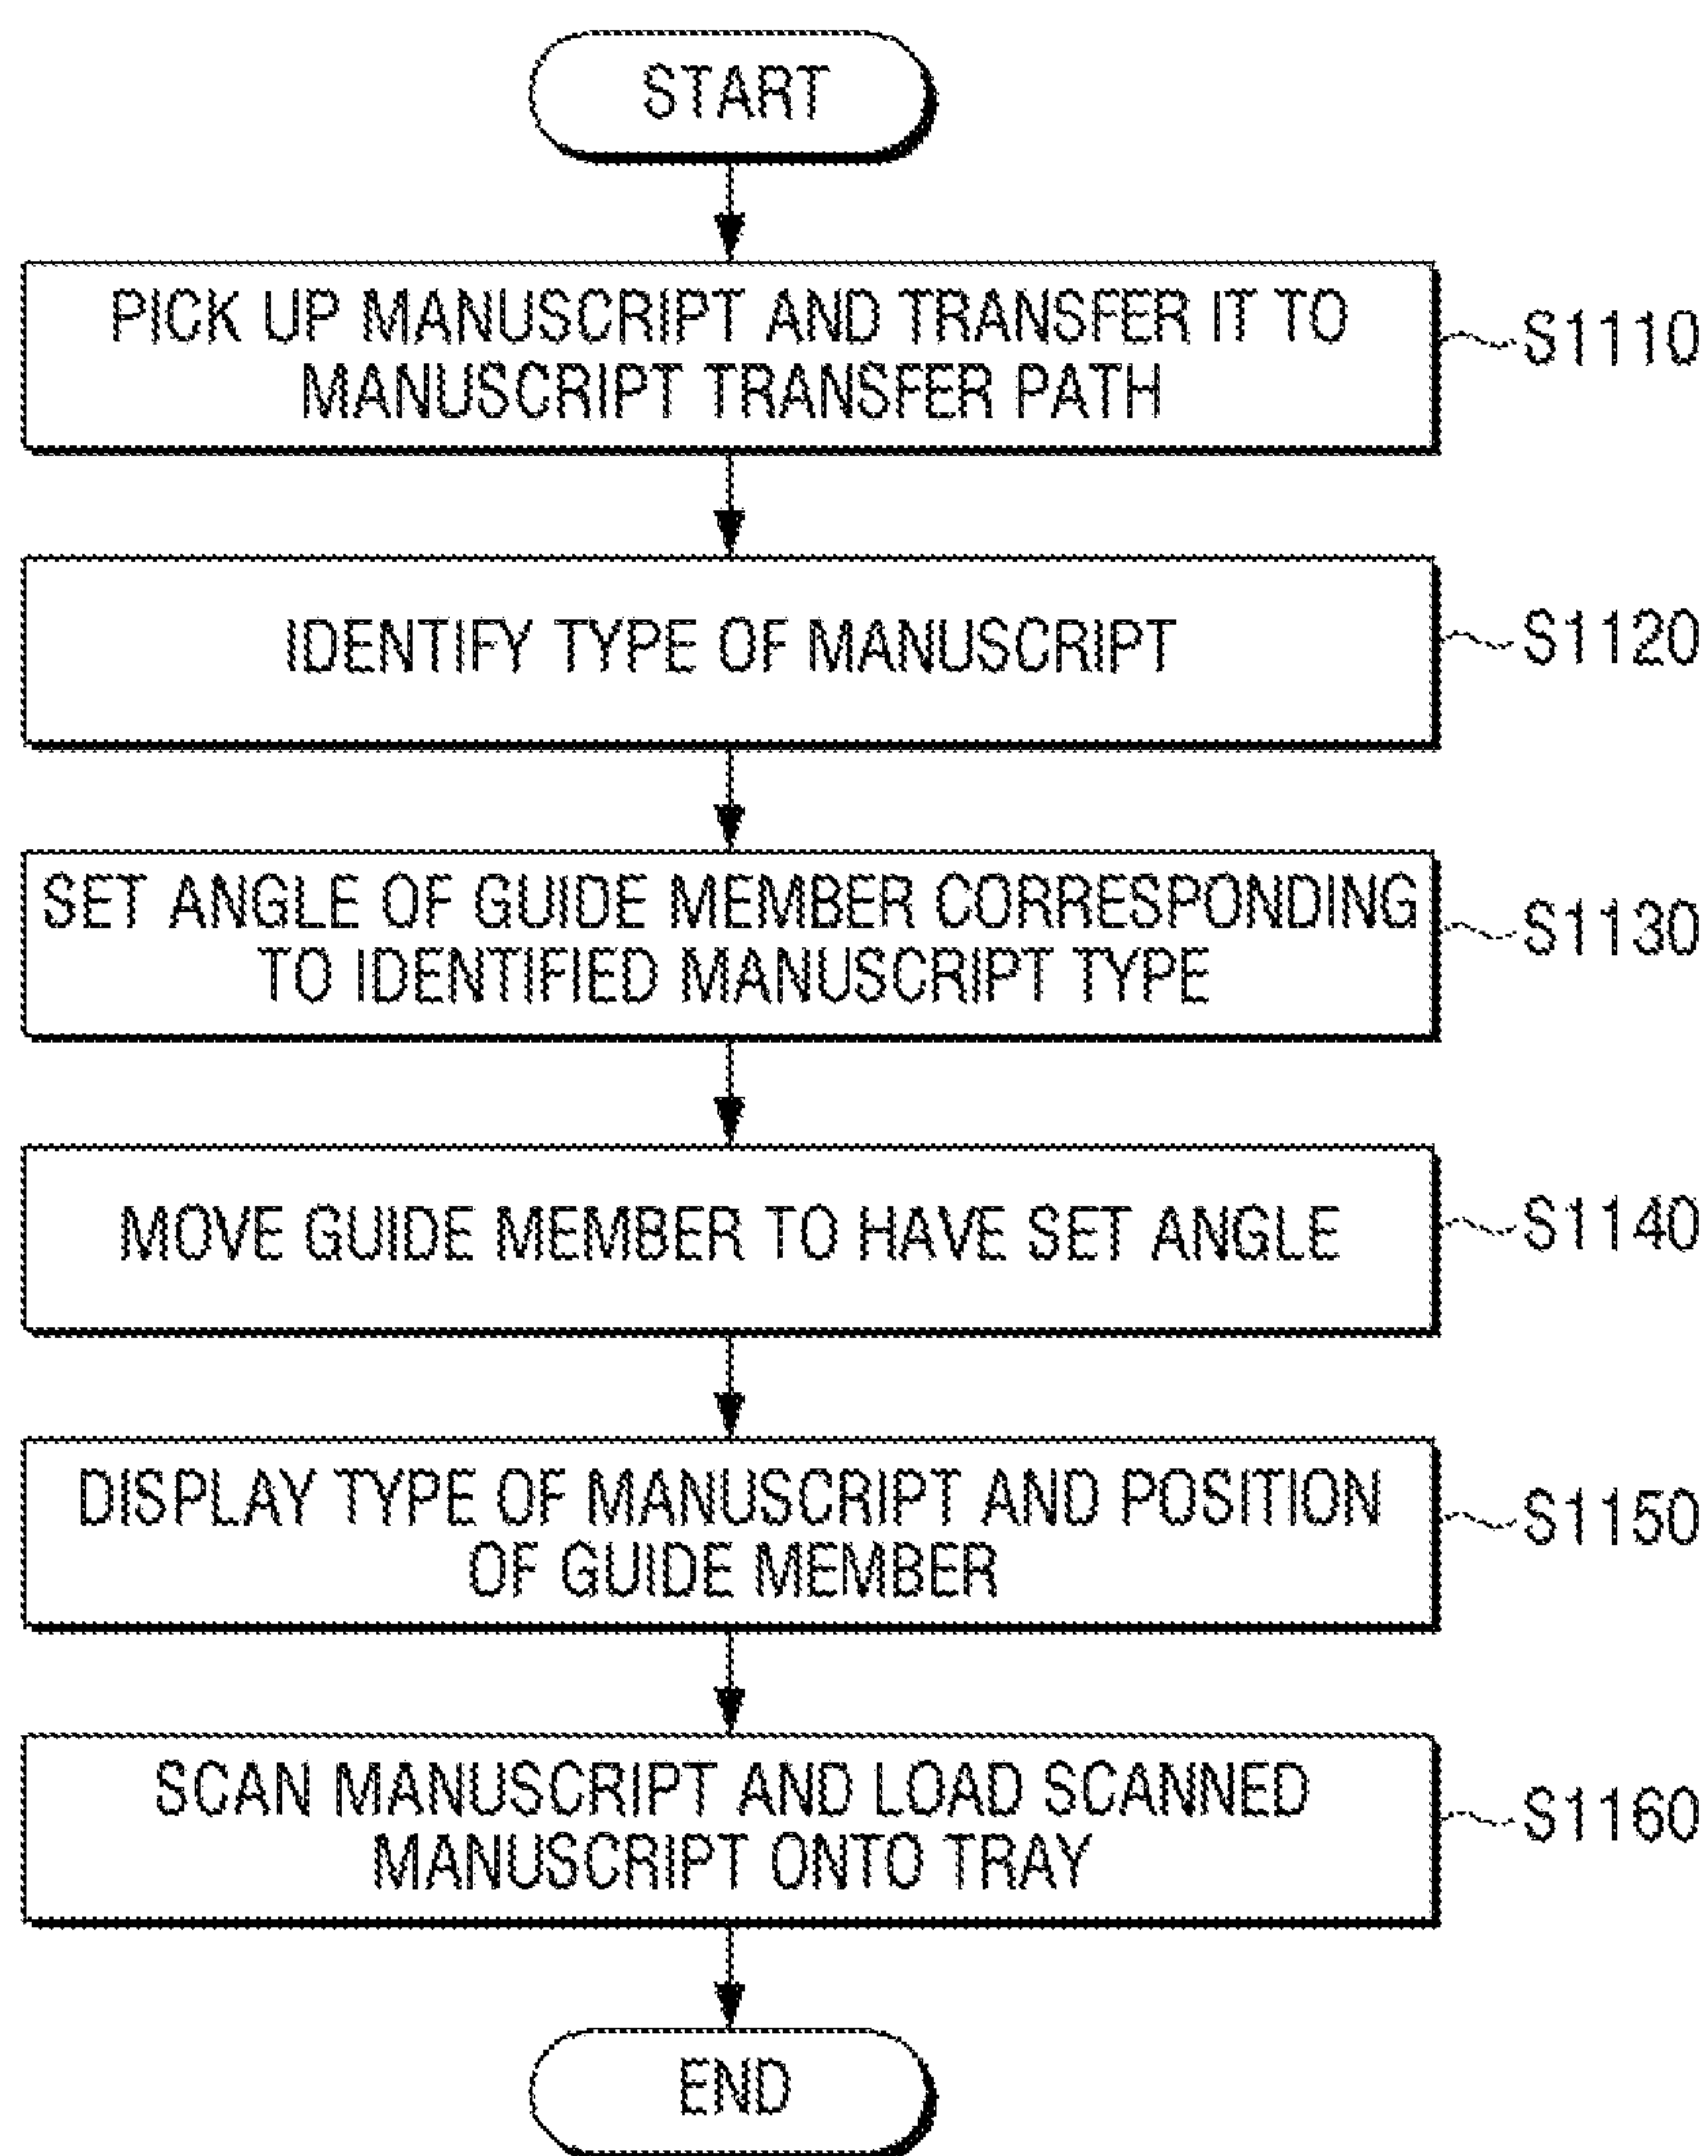 START
PICK UP MANUSCRIPT AND TRANSFER IT TO
MANUSCRIPT TRANSFER PATH
S1110
IDENTIFY TYPE OF MANUSCRIPT
S1120
SET ANGLE OF GUIDE MEMBER CORRESPONDING
TO IDENTIFIED MANUSCRIPT TYPE
S1130
MOVE GUIDE MEMBER TO HAVE SET ANGLE
S1140
DISPLAY TYPE OF MANUSCRIPT AND POSITION
OF GUIDE MEMBER
S1150
SCAN MANUSCRIPT AND LOAD SCANNED
MANUSCRIPT ONTO TRAY
S1160
END